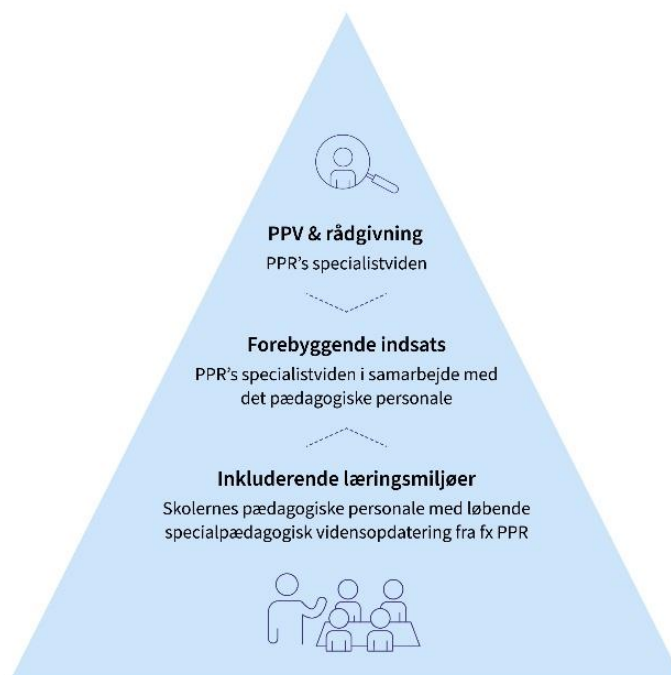 PPV & rådgivning
PPR's specialistviden
Forebyggende indsats
PPR's specialistviden i samarbejde med
det pædagogiske personale
Inkluderende læringsmiljøer
Skolernes pædagogiske personale med løbende
specialpædagogisk vidensopdatering fra fx PPR